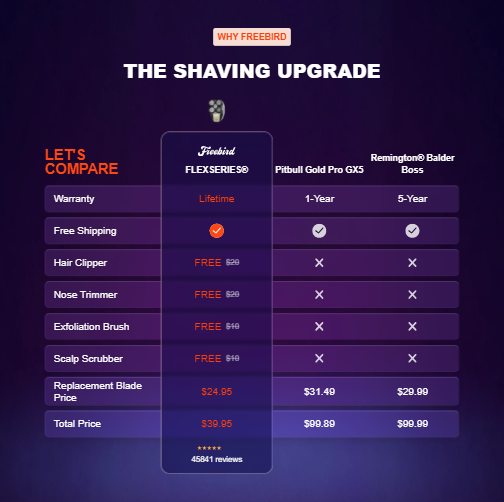 WHY FREEBIRD
THE SHAVING UPGRADE
LET'S
COMPARE
Freebird
FLEXSERIES®
Pitbull Gold Pro GX5
Remington® Balder
Boss
Warranty Lifetime 1-Year 5-Year
Free Shipping
Hair Clipper FREE $20
Nose Trimmer FREE $20
Exfoliation Brush FREE $10
Scalp Scrubber FREE $10
Replacement Blade
Price $24.95 $31.49 $29.99
Total Price $39.95 $99.89 $99.99
45841 reviews